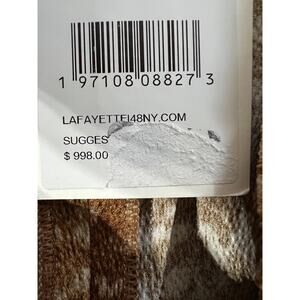 1 97108 08827 3
LAFAYETTE148NY.COM
SUGGES
$ 998.00